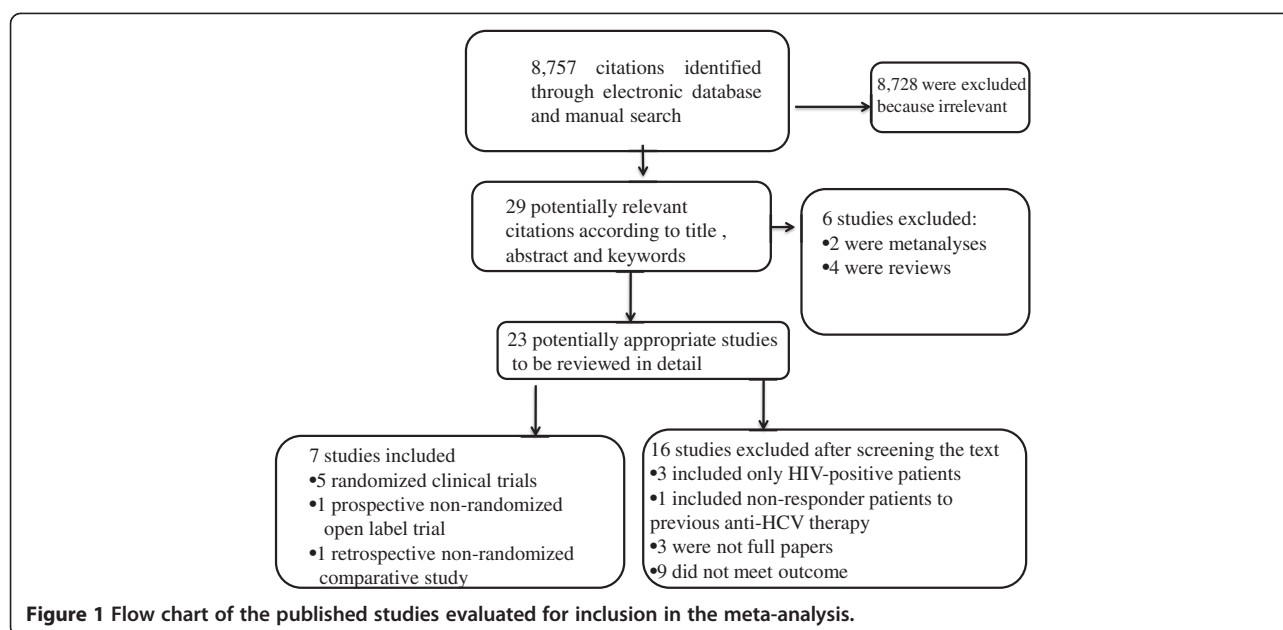 8,757 citations identified
through electronic database
and manual search
8,728 were excluded
because irrelevant
29 potentially relevant
citations according to title ,
abstract and keywords
6 studies excluded:
•2 were metanalyses
•4 were reviews
23 potentially appropriate studies
to be reviewed in detail
7 studies included
•5 randomized clinical trials
•1 prospective non-randomized
open label trial
•1 retrospective non-randomized
comparative study
16 studies excluded after screening the text
•3 included only HIV-positive patients
•1 included non-responder patients to
previous anti-HCV therapy
•3 were not full papers
•9 did not meet outcome
Figure 1 Flow chart of the published studies evaluated for inclusion in the meta-analysis.